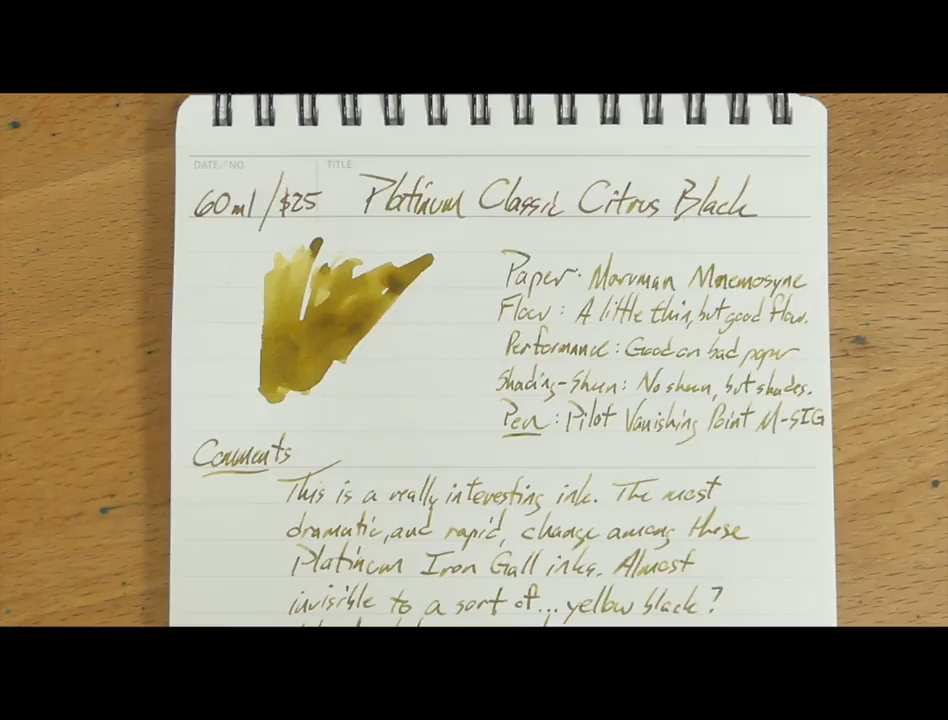 DATE/NO. TITLE
60ml/$25 Platinum Classic Citrus Black
Paper: Maruman Mnemosyne
Flow: A little thin, but good flow.
Performance: Good on bad paper
Shading-Sheen: No sheen, but shades.
Pen: Pilot Vanishing Point M-SIG
Comments
This is a really interesting ink. The most
dramatic, and rapid, change among these
Platinum Iron Gall inks. Almost
invisible to a sort of... yellow black?